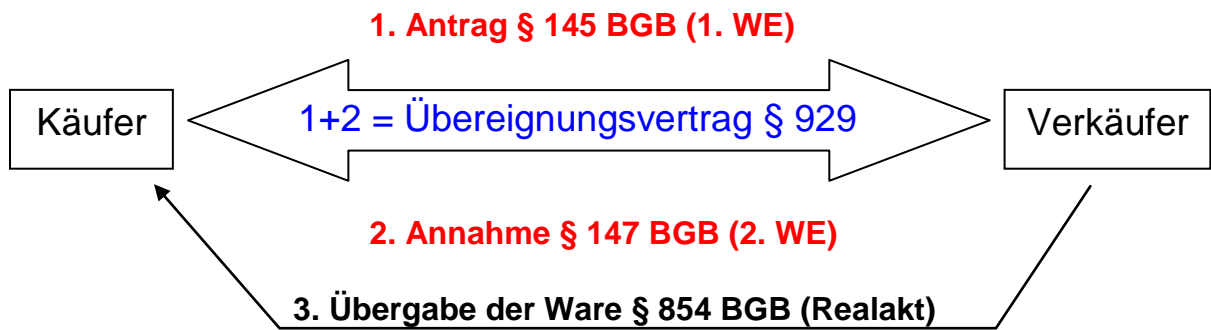 1. Antrag § 145 BGB (1. WE)
Käufer
1+2 = Übereignungsvertrag § 929
Verkäufer
2. Annahme § 147 BGB (2. WE)
3. Übergabe der Ware § 854 BGB (Realakt)